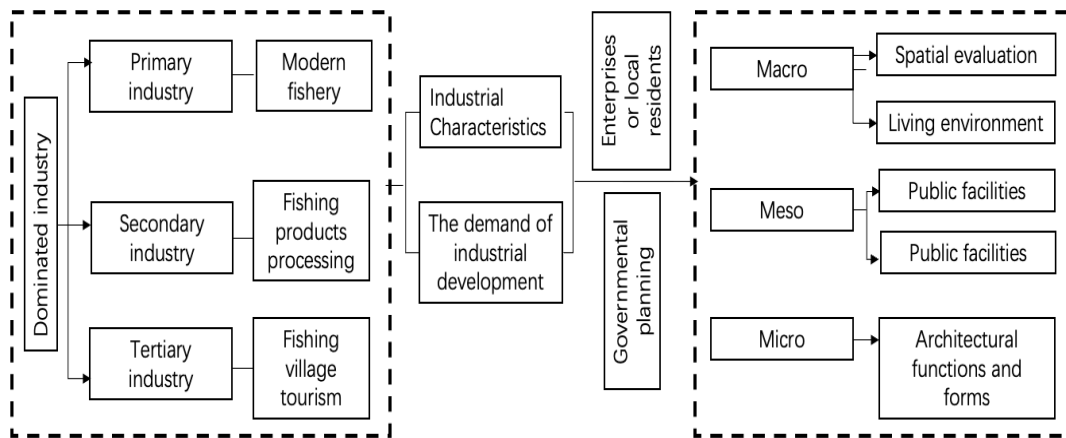 Dominated industry
Primary
industry
Modern
fishery
Secondary
industry
Fishing
products
processing
Tertiary
industry
Fishing
village
tourism
Industrial
Characteristics
The demand of
industrial
development
Enterprises
or local
residents
Governmental
planning
Macro
Spatial evaluation
Living environment
Meso
Public facilities
Public facilities
Micro
Architectural
functions and
forms